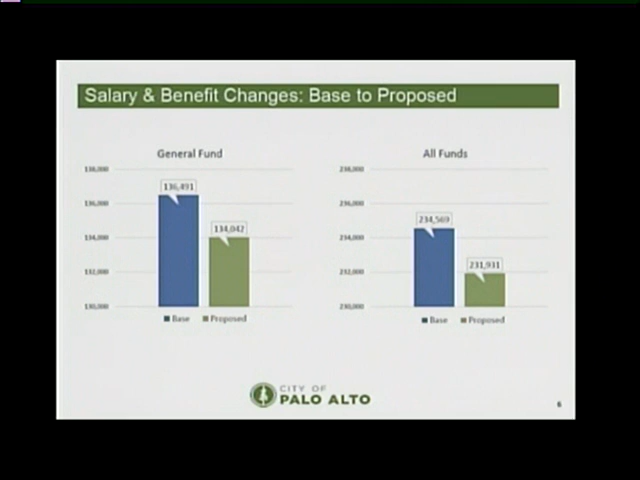 Salary & Benefit Changes: Base to Proposed
General Fund
138,000
136,000
134,000
132,000
130,000
136,491
134,042
Base Proposed
All Funds
238,000
236,000
234,000
232,000
230,000
234,569
231,931
Base Proposed
CITY OF
PALO ALTO
6